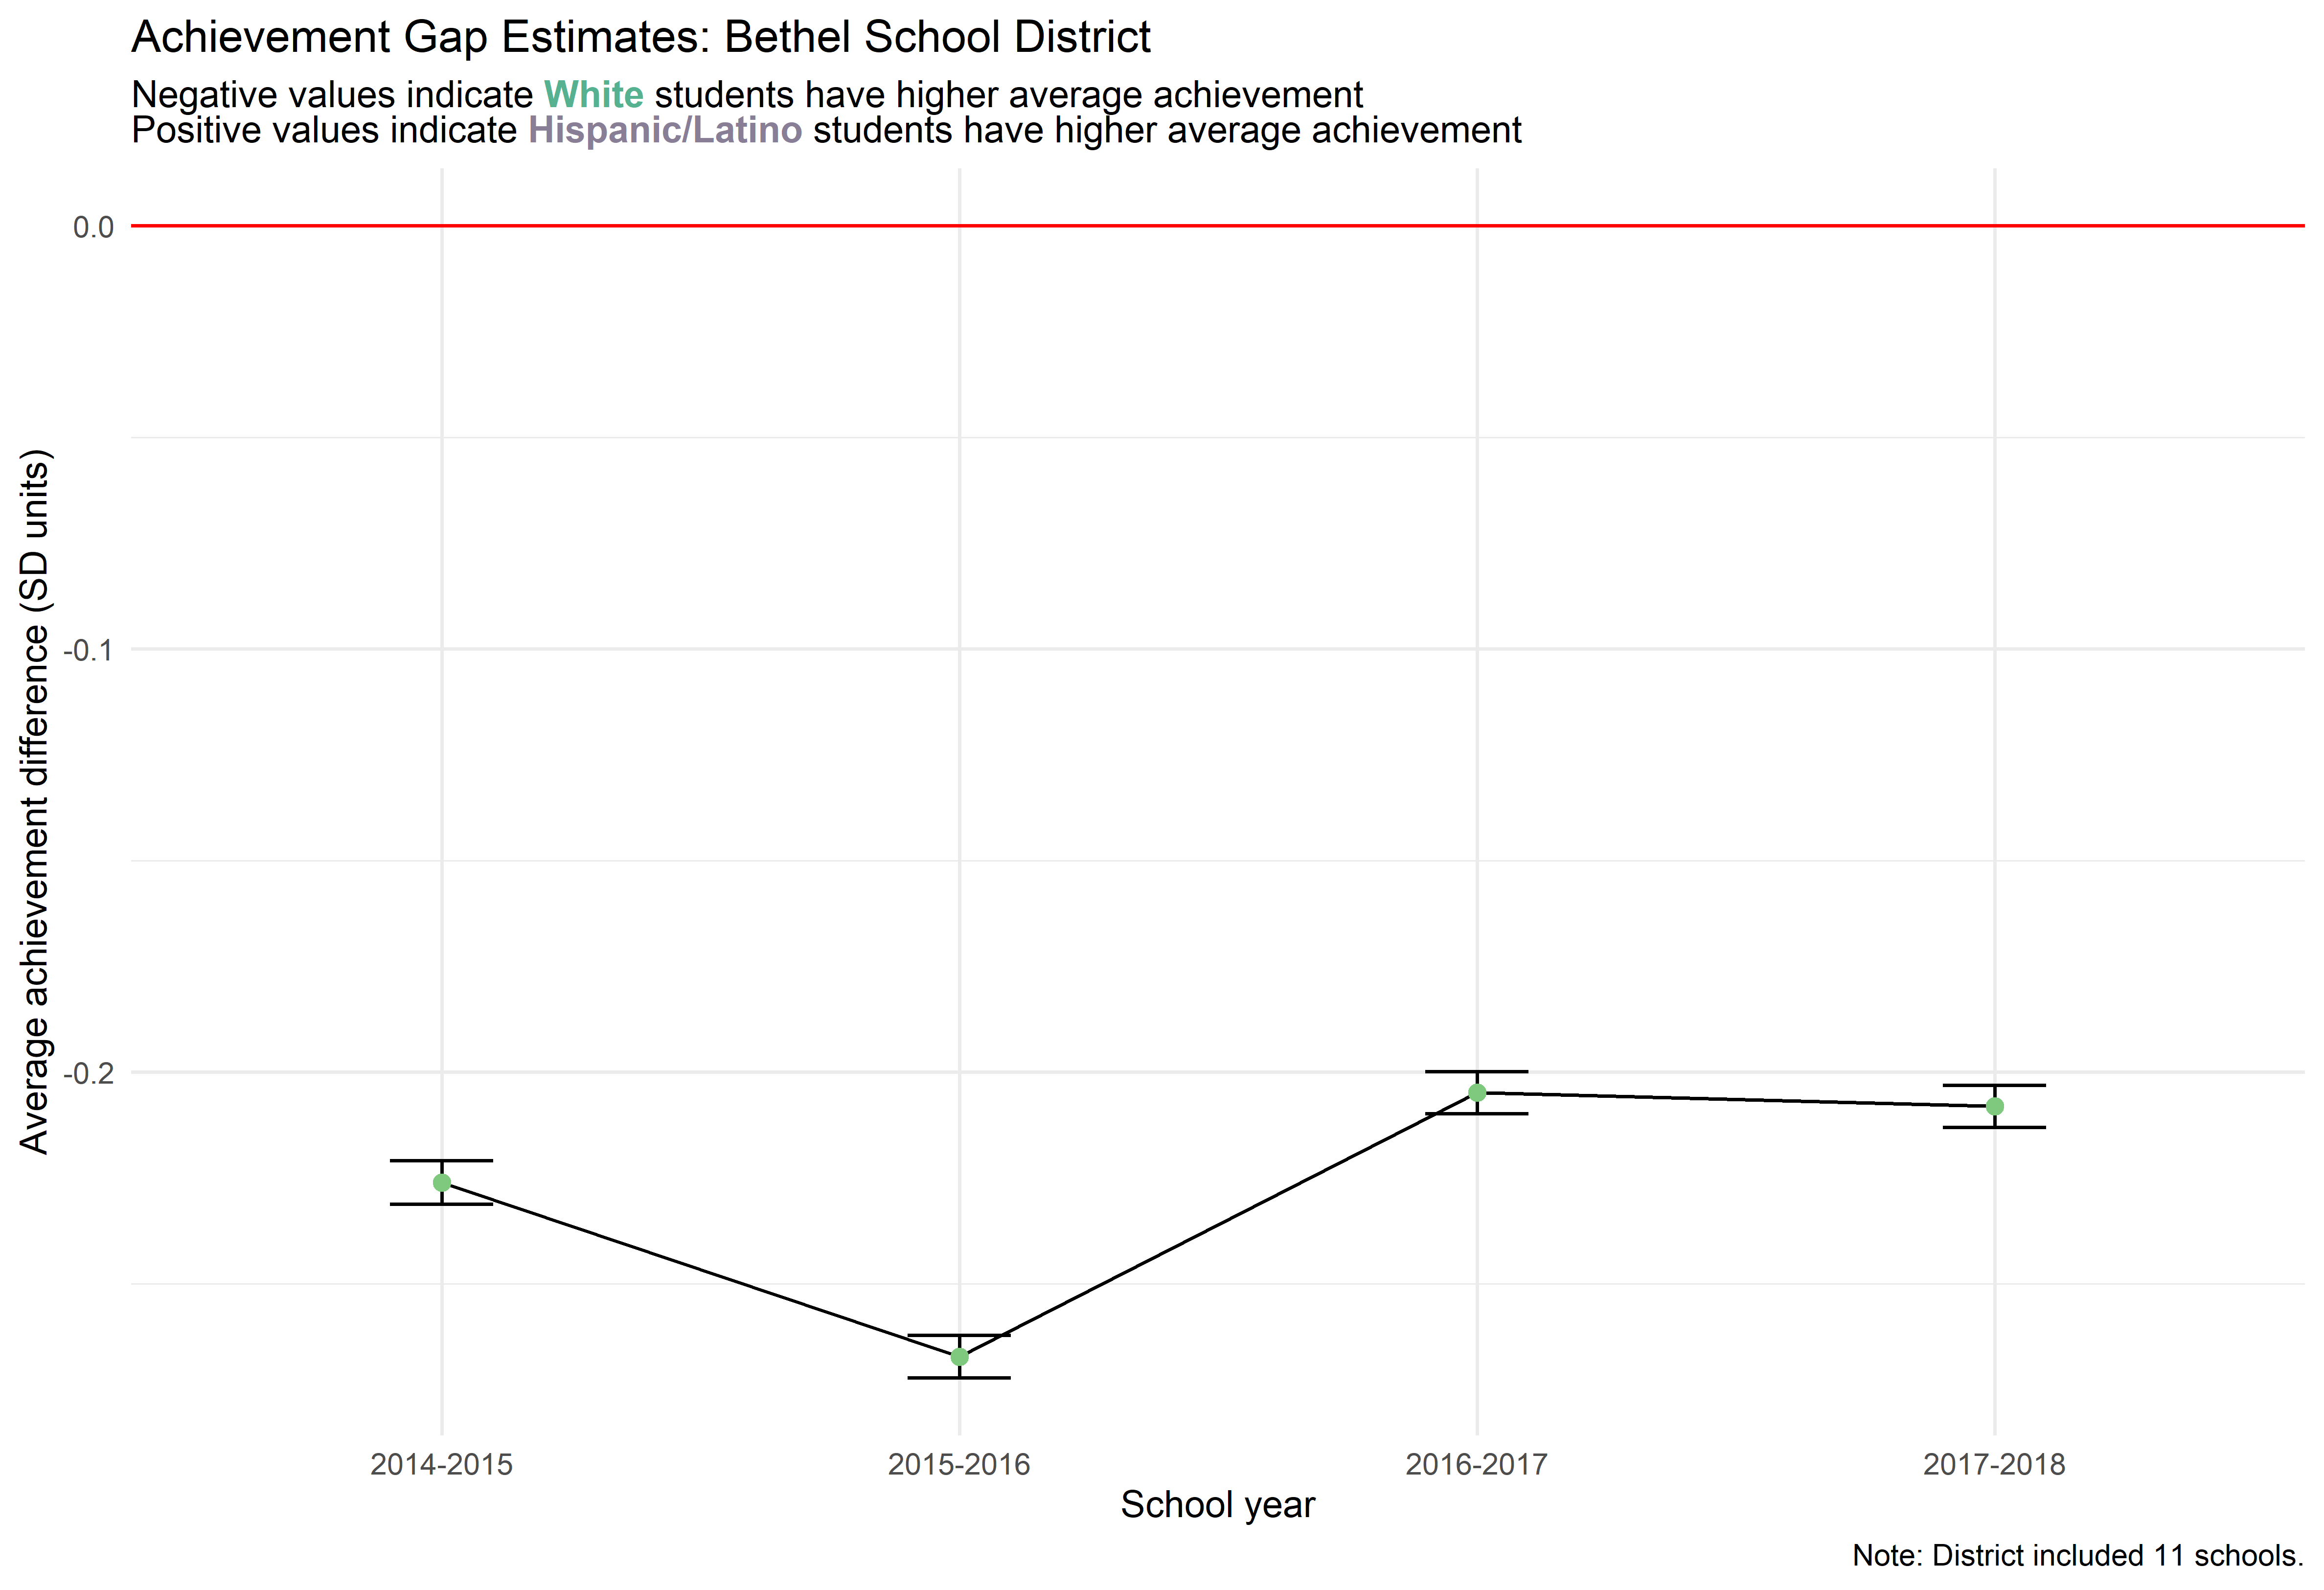 Achievement Gap Estimates: Bethel School District
Negative values indicate White students have higher average achievement
Positive values indicate Hispanic/Latino students have higher average achievement
Average achievement difference (SD units)
0.0
-0.1
-0.2
2014-2015
2015-2016
2016-2017
2017-2018
School year
Note: District included 11 schools.